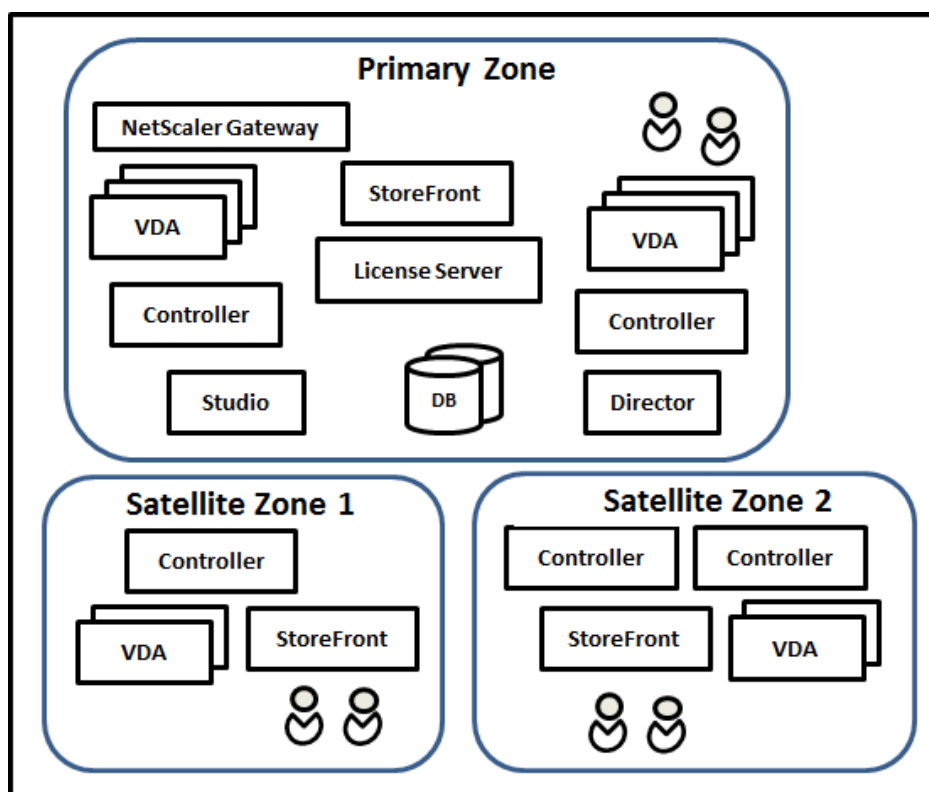 Primary Zone
NetScaler Gateway
StoreFront
VDA
VDA
License Server
Controller
Controller
Studio
DB
Director
Satellite Zone 1
Controller
VDA
StoreFront
Satellite Zone 2
Controller
Controller
StoreFront
VDA